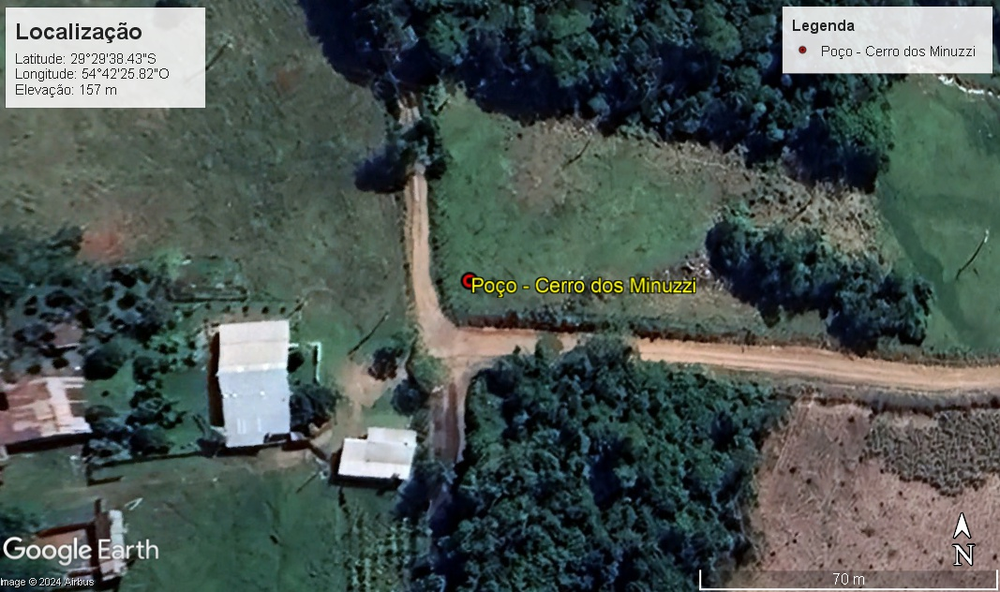 Localização
Latitude: 29°29'38.43"S
Longitude: 54°42'25.82"O
Elevação: 157 m
Legenda
Poço - Cerro dos Minuzzi
Poço - Cerro dos Minuzzi
Google Earth
Image © 2024 Airbus
N
70 m